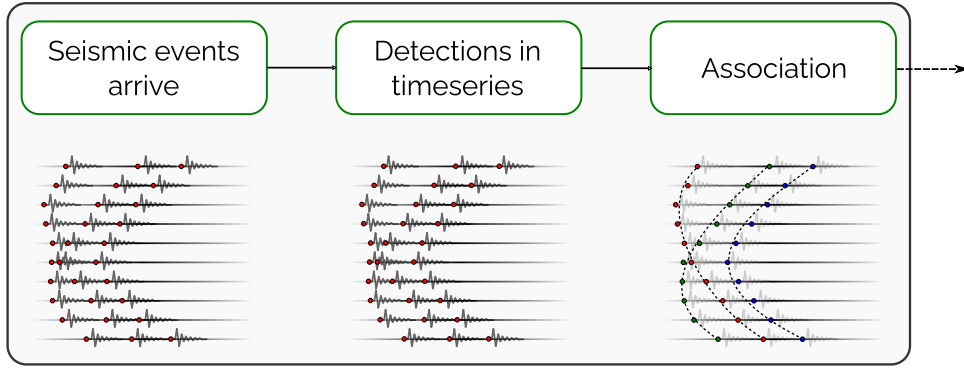 Seismic events
arrive
Detections in
timeseries
Association